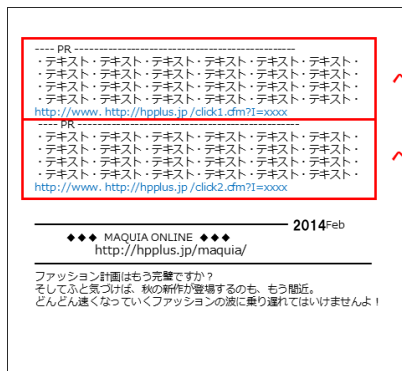 ---- PR ------------------------------------------------
・テキスト・テキスト・テキスト・テキスト・テキスト・テキスト・
・テキスト・テキスト・テキスト・テキスト・テキスト・テキスト・
・テキスト・テキスト・テキスト・テキスト・テキスト・テキスト・
・テキスト・テキスト・テキスト・テキスト・テキスト・テキスト・
http://www. http://hpplus.jp /click1.cfm?I=xxxx
---- PR ------------------------------------------------
・テキスト・テキスト・テキスト・テキスト・テキスト・テキスト・
・テキスト・テキスト・テキスト・テキスト・テキスト・テキスト・
・テキスト・テキスト・テキスト・テキスト・テキスト・テキスト・
・テキスト・テキスト・テキスト・テキスト・テキスト・テキスト・
http://www. http://hpplus.jp /click2.cfm?I=xxxx
2014Feb
◆◆◆ MAQUIA ONLINE ◆◆◆
http://hpplus.jp/maquia/
ファッション計画はもう完璧ですか？
そしてふと気づけば、秋の新作が登場するのも、もう間近。
どんどん速くなっていくファッションの波に乗り遅れてはいけませんよ！